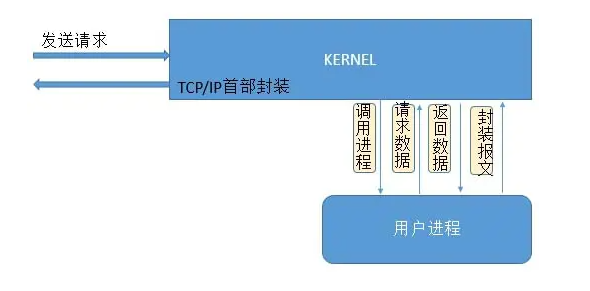 发送请求
KERNEL
TCP/IP首部封装
调用进程
请求数据
返回数据
封装报文
用户进程